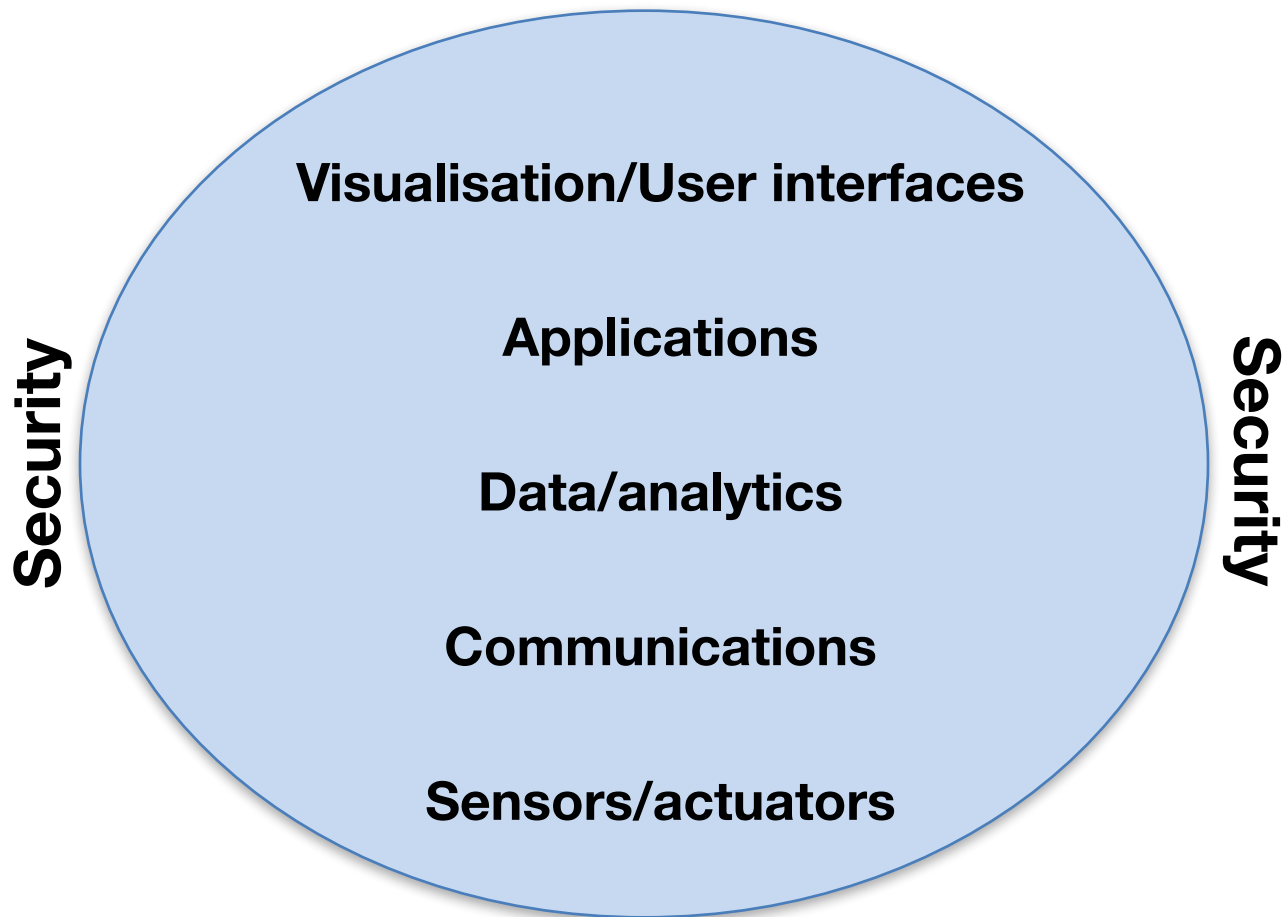 Visualisation/User interfaces
Applications
Security
Security
Data/analytics
Communications
Sensors/actuators